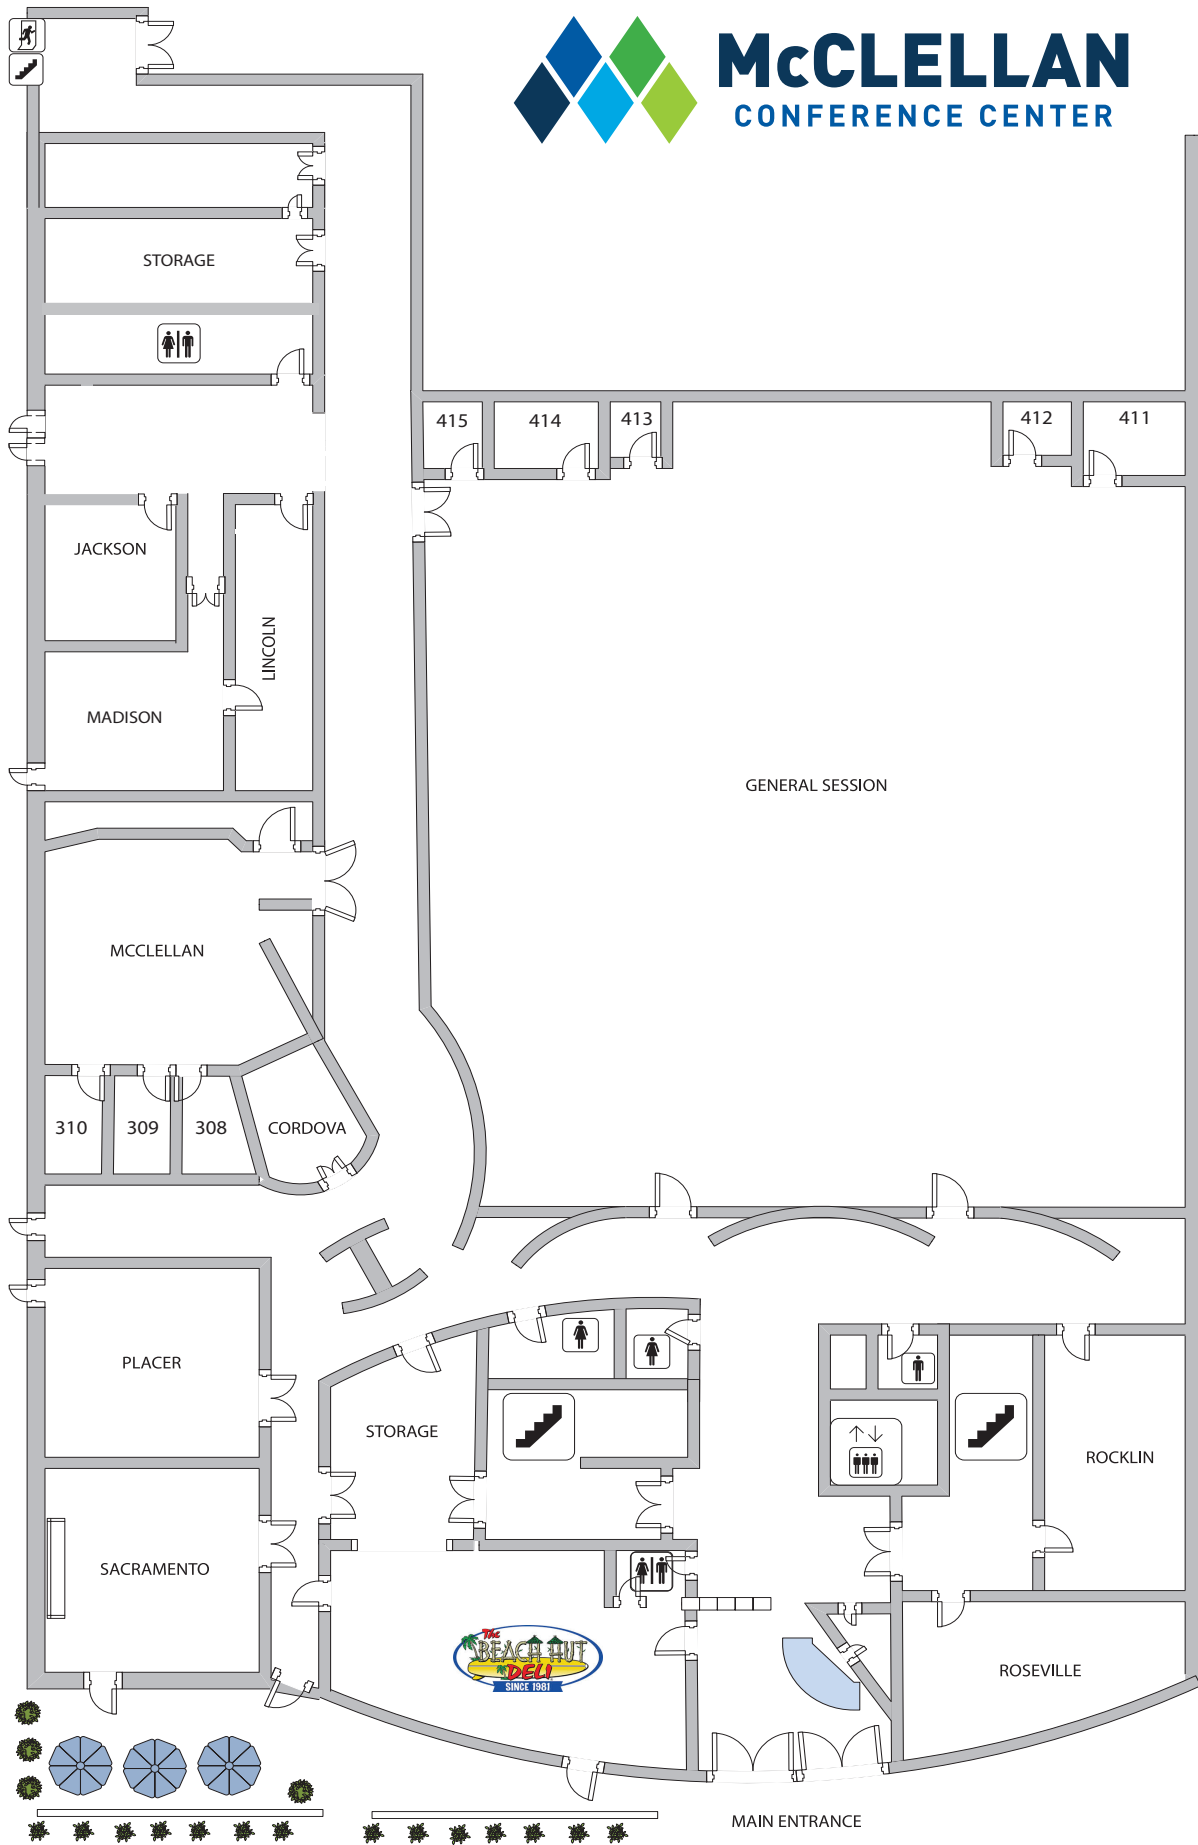 McCLELLAN
CONFERENCE CENTER
STORAGE
415
414
413
412
411
JACKSON
LINCOLN
MADISON
GENERAL SESSION
MCCLELLAN
310
309
308
CORDOVA
PLACER
STORAGE
ROCKLIN
SACRAMENTO
The
BEACH HUT
DELI
SINCE 1981
ROSEVILLE
MAIN ENTRANCE